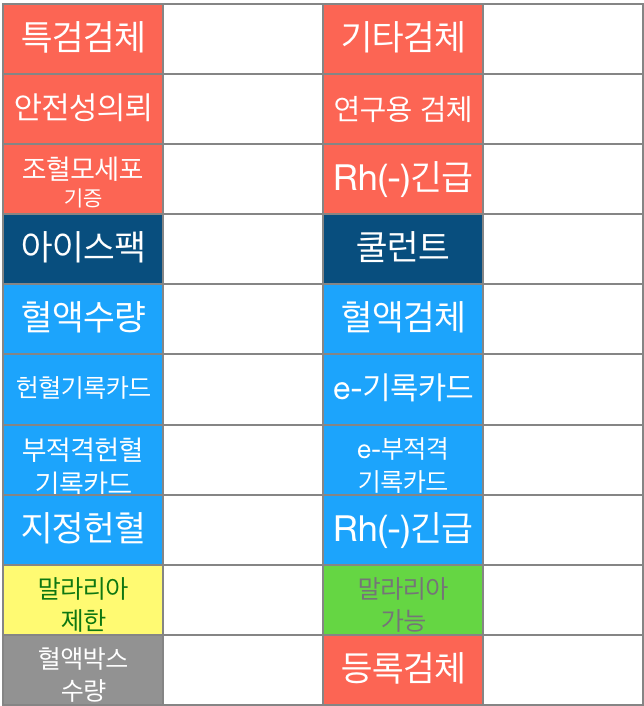 특검검체
기타검체
안전성의뢰
연구용 검체
조혈모세포
기증
Rh(-)긴급
아이스팩
쿨런트
혈액수량
혈액검체
헌혈기록카드
e-기록카드
부적격헌혈
기록카드
e-부적격
기록카드
지정헌혈
Rh(-)긴급
말라리아
제한
말라리아
가능
혈액박스
수량
등록검체